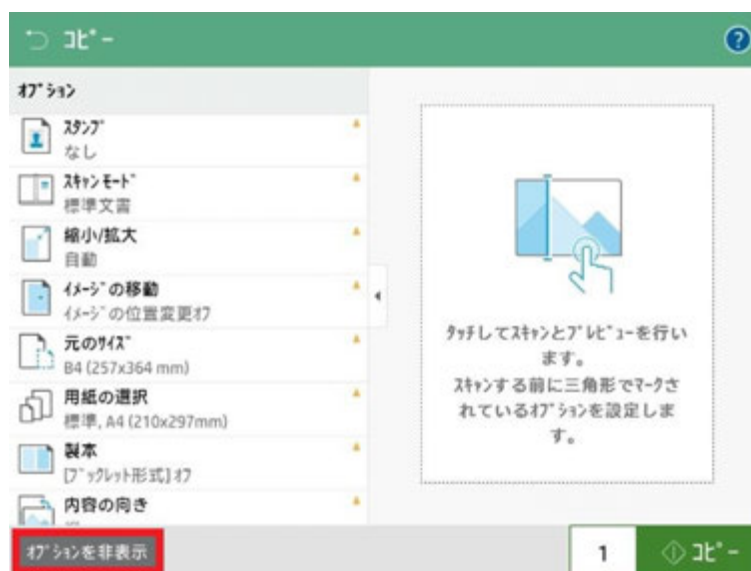 ｺﾋﾟｰ
?
ｵﾌﾟｼｮﾝ
ｽﾀﾝﾌﾟ
なし
ｽｷｬﾝ ﾓｰﾄﾞ
標準文書
縮小/拡大
自動
ｲﾒｰｼﾞの移動
ｲﾒｰｼﾞの位置変更ｵﾌ
元のｻｲｽﾞ
B4 (257x364 mm)
用紙の選択
標準, A4 (210x297mm)
製本
[ﾌﾞｯｸﾚｯﾄ形式] ｵﾌ
内容の向き
ﾀｯﾁしてｽｷｬﾝとﾌﾟﾚﾋﾞｭｰを行い
ます。
ｽｷｬﾝする前に三角形でﾏｰｸさ
れているｵﾌﾟｼｮﾝを設定しま
す。
ｵﾌﾟｼｮﾝを非表示
1
ｺﾋﾟｰ